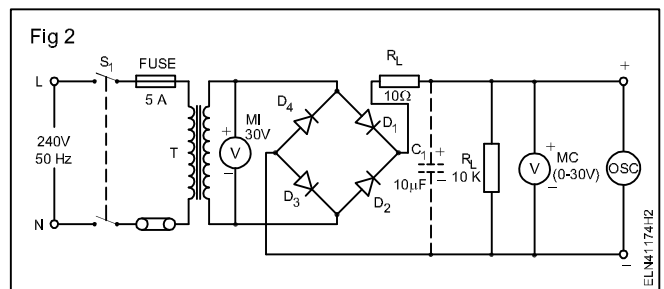 Fig 2
L
S1
FUSE
5 A
240V
50 Hz
N
T
MI
30V
+
V
–
D4
D1
D3
D2
RL
10Ω
C1
+
10µF
RL
10 K
V
+
MC
(0-30V)
–
+
OSC
–
ELN41174H2